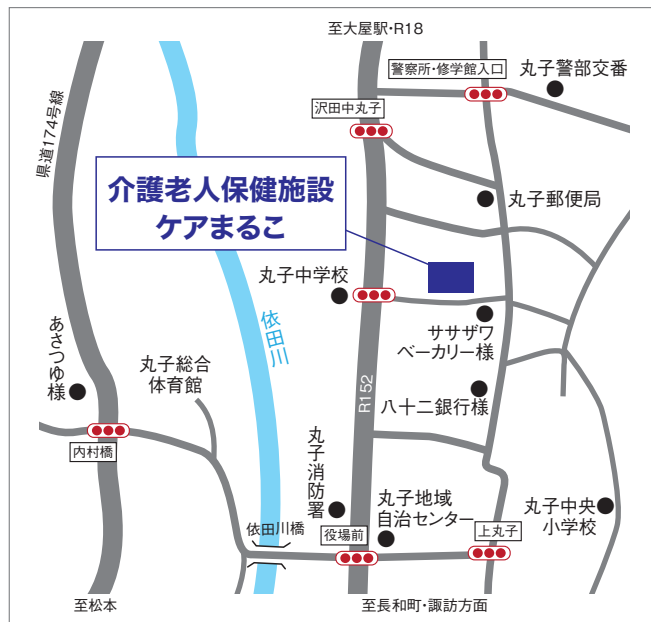 至大屋駅・R18
警察所・修学館入口
丸子警部交番
沢田中丸子
県道174号線
介護老人保健施設
ケアまるこ
丸子郵便局
丸子中学校
依田川
ササザワ
ベーカリー様
あさつゆ様
丸子総合
体育館
R152
八十二銀行様
内村橋
丸子消防署
丸子地域
自治センター
丸子中央
小学校
依田川橋
役場前
上丸子
至松本
至長和町・諏訪方面